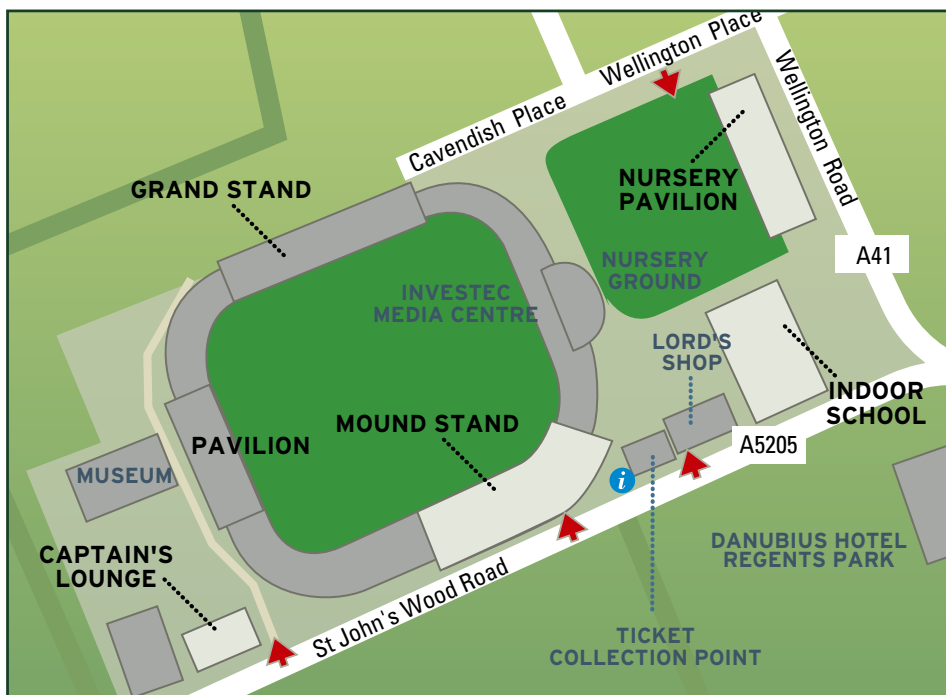 Wellington Place
Cavendish Place
Wellington Road
GRAND STAND
NURSERY
PAVILION
A41
NURSERY
GROUND
INVESTEC
MEDIA CENTRE
LORD'S
SHOP
INDOOR
SCHOOL
MOUND STAND
PAVILION
A5205
MUSEUM
i
CAPTAIN'S
LOUNGE
DANUBIUS HOTEL
REGENTS PARK
St John's Wood Road
TICKET
COLLECTION POINT